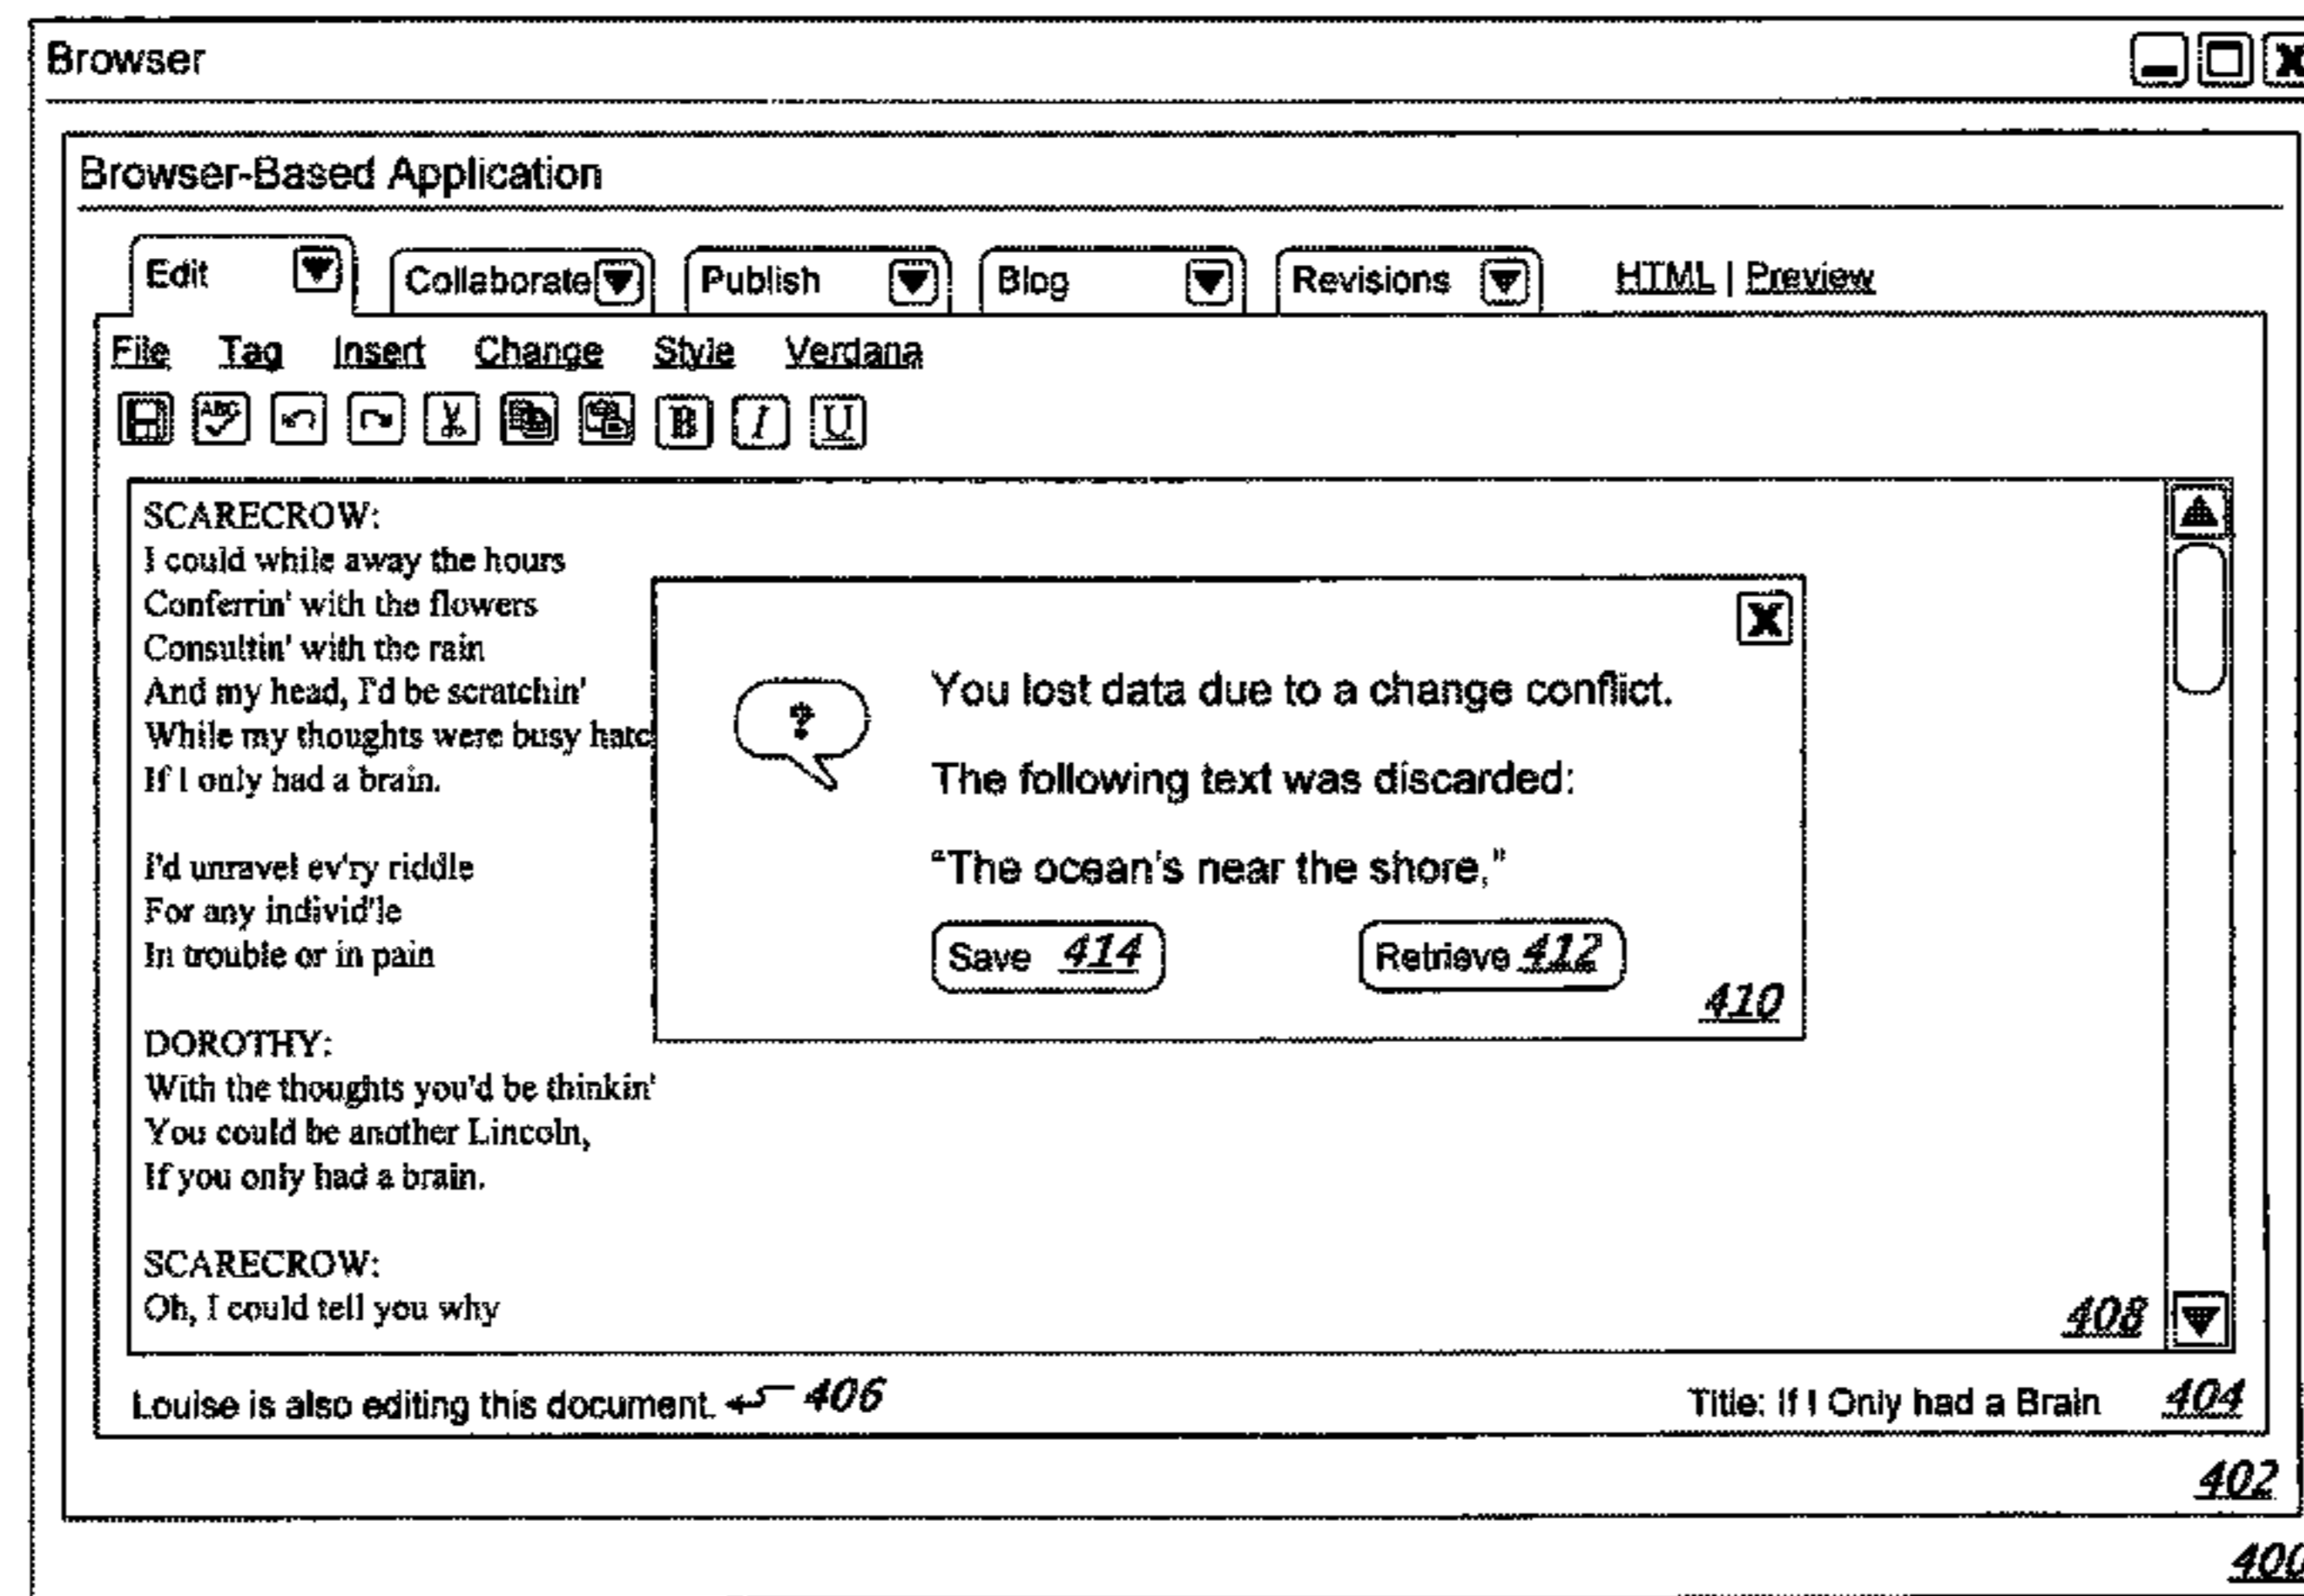 Browser
Browser-Based Application
Edit Collaborate Publish Blog Revisions HTML | Preview
File Tag Insert Change Style Verdana
ABC B I U
SCARECROW:
I could while away the hours
Conferrin' with the flowers
Consultin' with the rain
And my head, I'd be scratchin'
While my thoughts were busy hatc
If I only had a brain.
I'd unravel ev'ry riddle
For any individ'le
In trouble or in pain
DOROTHY:
With the thoughts you'd be thinkin'
You could be another Lincoln,
If you only had a brain.
SCARECROW:
Oh, I could tell you why
X
?
You lost data due to a change conflict.
The following text was discarded:
"The ocean's near the shore,"
Save 414 Retrieve 412
410
408
Louise is also editing this document. 406 Title: If I Only had a Brain 404
402
400